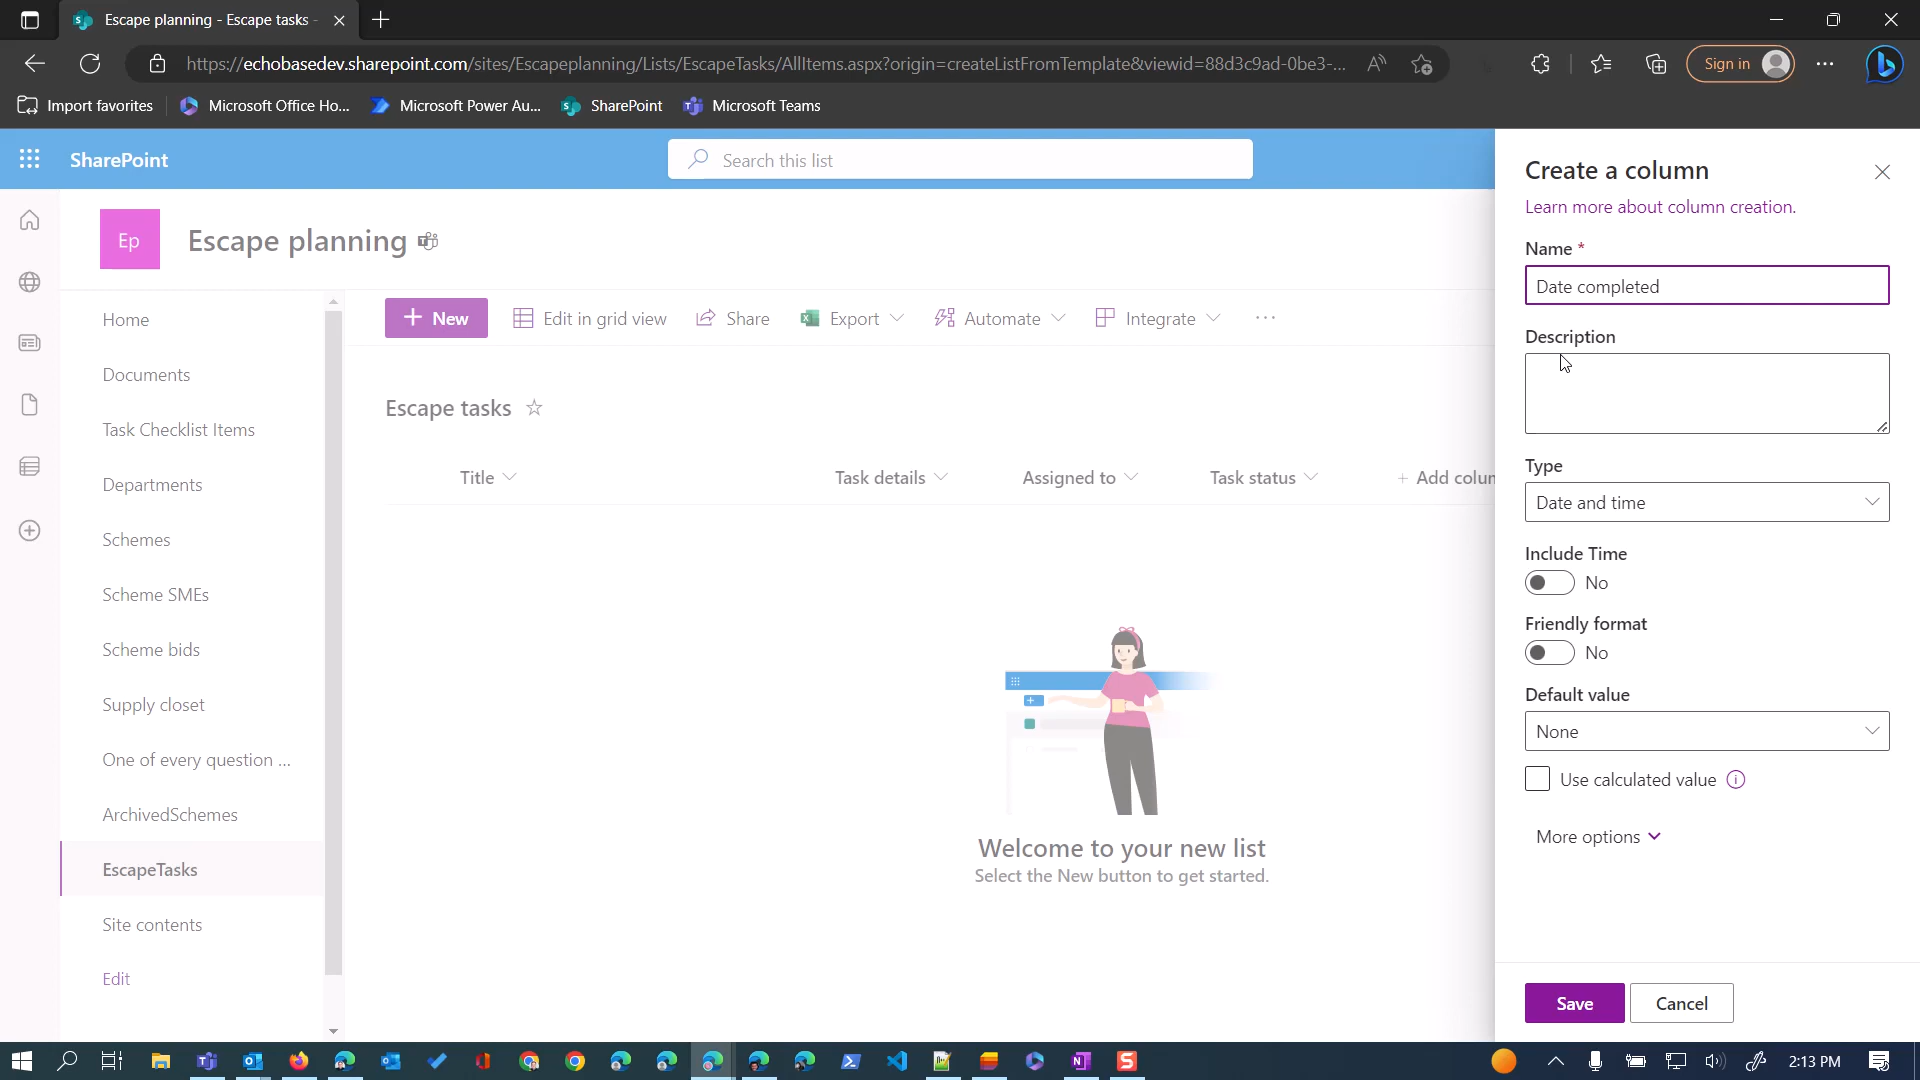 Escape planning - Escape tasks -
https://echobasedev.sharepoint.com/sites/Escapeplanning/Lists/EscapeTasks/AllItems.aspx?origin=createListFromTemplate&viewid=88d3c9ad-0be3-...
Sign in
Import favorites
Microsoft Office Ho...
Microsoft Power Au...
SharePoint
Microsoft Teams
SharePoint
Search this list
Ep
Escape planning
Home
Documents
Task Checklist Items
Departments
Schemes
Scheme SMEs
Scheme bids
Supply closet
One of every question ...
ArchivedSchemes
EscapeTasks
Site contents
Edit
New
Edit in grid view
Share
Export
Automate
Integrate
Escape tasks
Title
Task details
Assigned to
Task status
+ Add colum
Welcome to your new list
Select the New button to get started.
Create a column
Learn more about column creation.
Name *
Date completed
Description
Type
Date and time
Include Time
No
Friendly format
No
Default value
None
Use calculated value
More options
Save
Cancel
2:13 PM